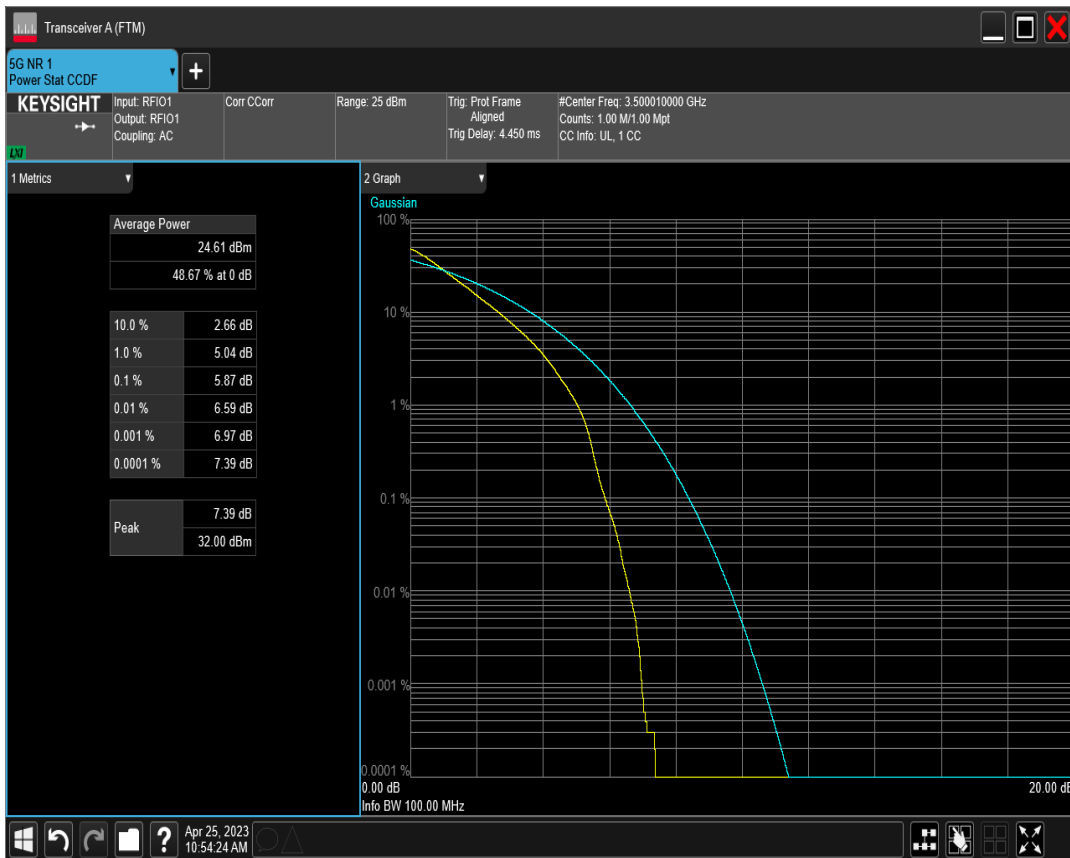 Transceiver A (FTM)
5G NR 1
Power Stat CCDF
+
KEYSIGHT
LXI
Input: RFIO1
Output: RFIO1
Coupling: AC
Corr CCorr
Range: 25 dBm
Trig: Prot Frame
Aligned
Trig Delay: 4.450 ms
#Center Freq: 3.500010000 GHz
Counts: 1.00 M/1.00 Mpt
CC Info: UL, 1 CC
1 Metrics
Average Power
24.61 dBm
48.67 % at 0 dB
10.0 % 2.66 dB
1.0 % 5.04 dB
0.1 % 5.87 dB
0.01 % 6.59 dB
0.001 % 6.97 dB
0.0001 % 7.39 dB
Peak
7.39 dB
32.00 dBm
2 Graph
Gaussian
100 %
10 %
1 %
0.1 %
0.01 %
0.001 %
0.0001 %
0.00 dB 20.00 dB
Info BW 100.00 MHz
?
Apr 25, 2023
10:54:24 AM